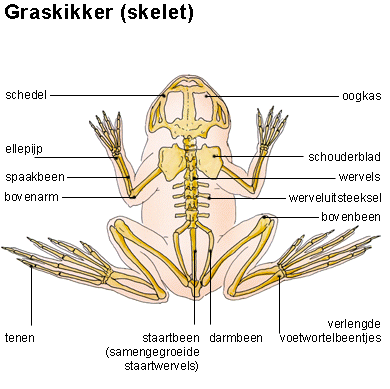 Graskikker (skelet)
schedel
oogkas
ellepijp
schouderblad
spaakbeen
wervels
bovenarm
werveluitsteeksel
bovenbeen
tenen
staartbeen
(samengegroeide
staartwervels)
darmbeen
verlengde
voetwortelbeentjes